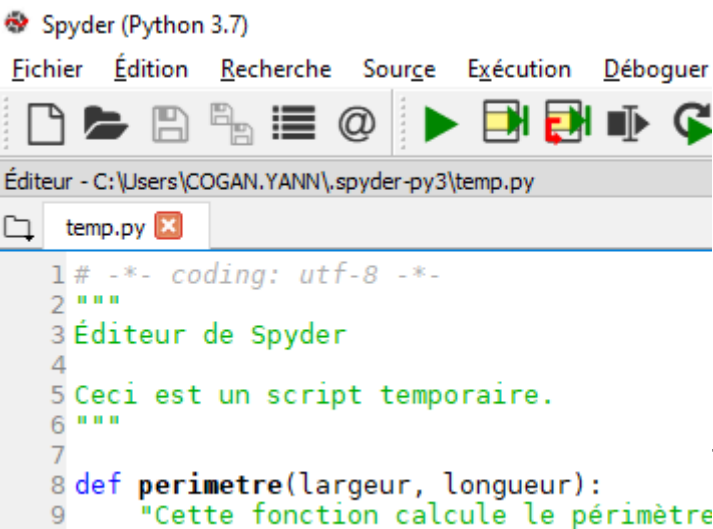 Spyder (Python 3.7)
Fichier Édition Recherche Source Exécution Déboguer
Éditeur - C:\Users\COGAN.YANN\.spyder-py3\temp.py
temp.py
1 # -*- coding: utf-8 -*-
2 """
3 Éditeur de Spyder
4
5 Ceci est un script temporaire.
6 """
7
8 def perimetre(largeur, longueur):
9 "Cette fonction calcule le périmètre